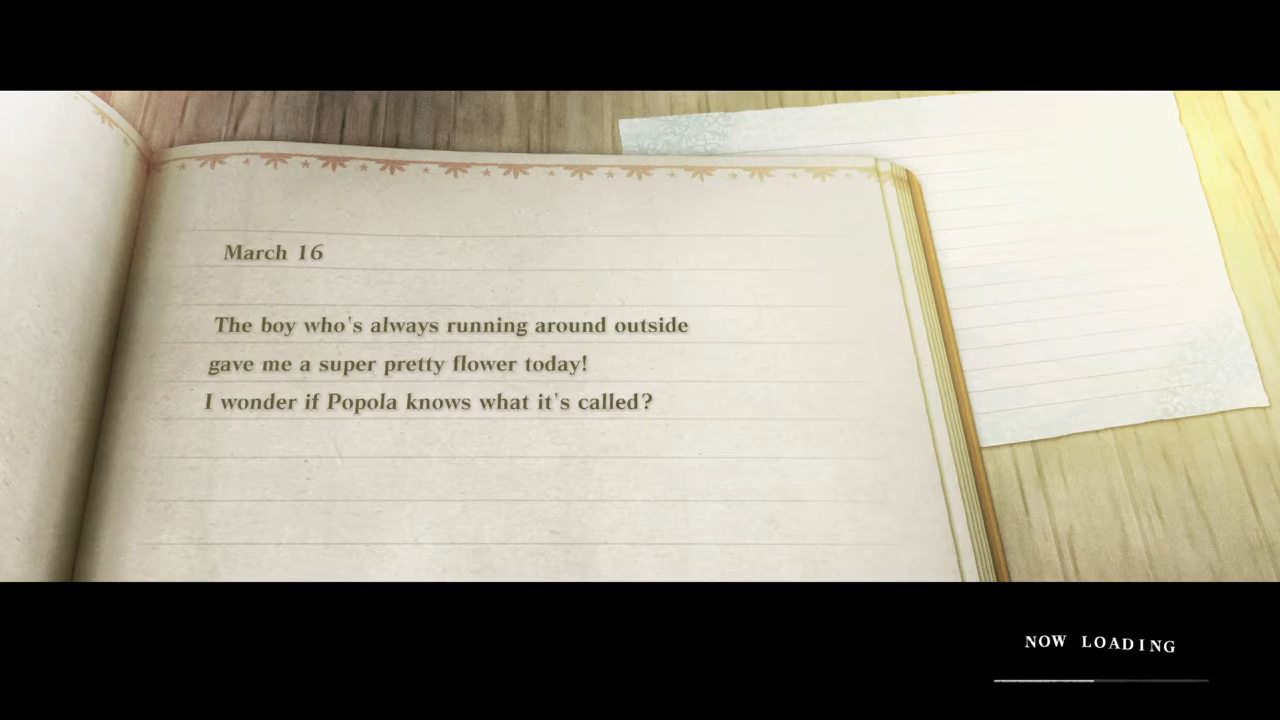 March 16
The boy who's always running around outside
gave me a super pretty flower today!
I wonder if Popola knows what it's called?
NOW LOADING